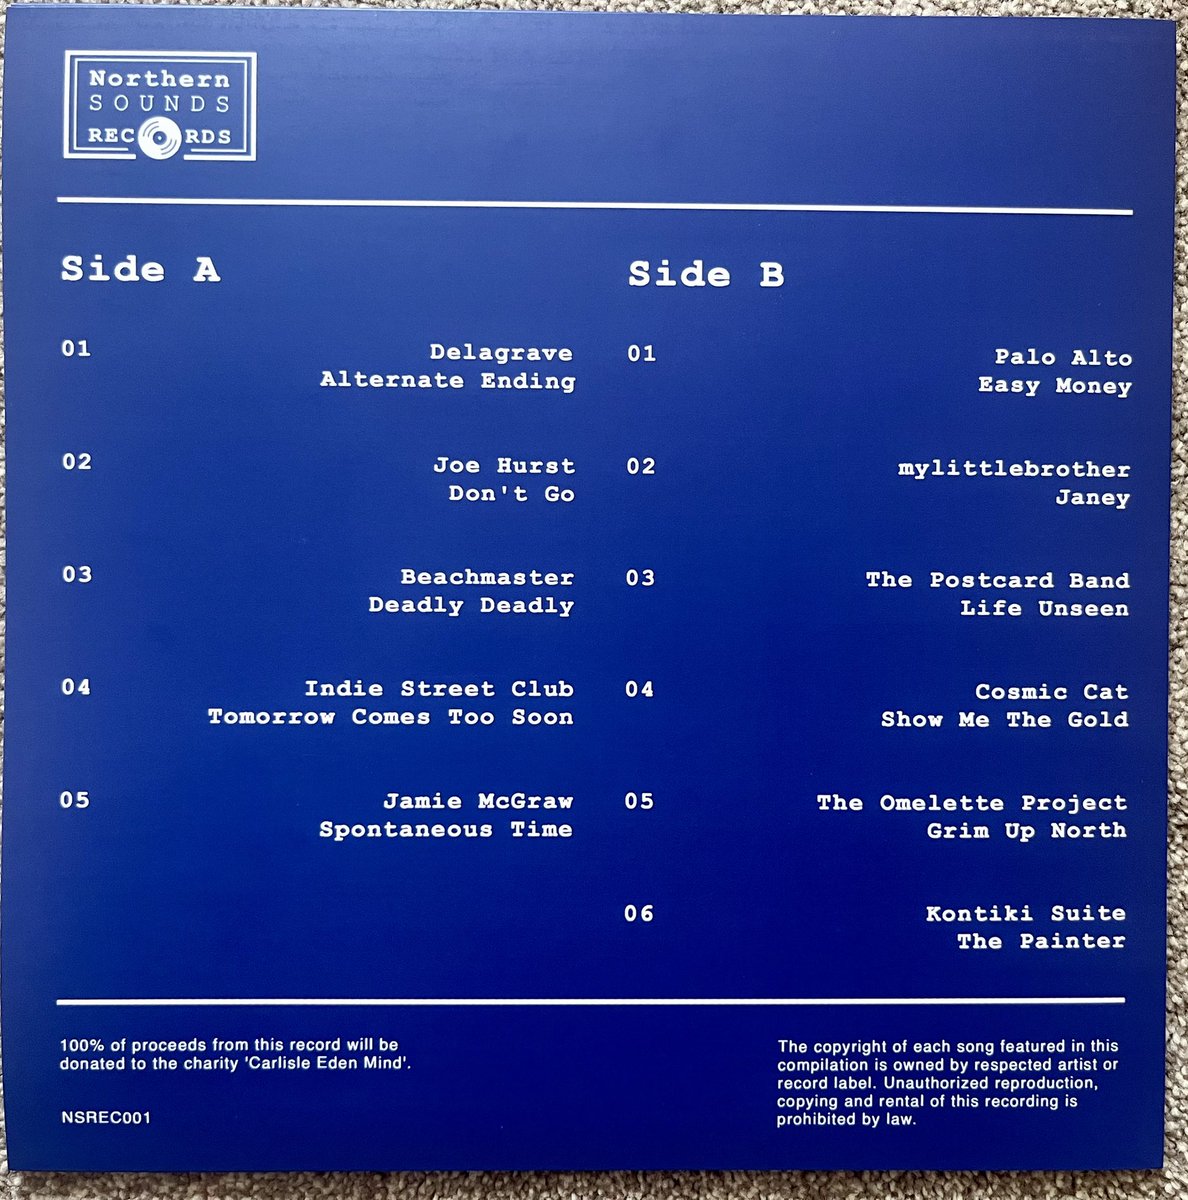 Northern
SOUNDS
RECORDS
Side A
01
Delagrave
Alternate Ending
02
Joe Hurst
Don't Go
03
Beachmaster
Deadly Deadly
04
Indie Street Club
Tomorrow Comes Too Soon
05
Jamie McGraw
Spontaneous Time
Side B
01
Palo Alto
Easy Money
02
mylittlebrother
Janey
03
The Postcard Band
Life Unseen
04
Cosmic Cat
Show Me The Gold
05
The Omelette Project
Grim Up North
06
Kontiki Suite
The Painter
100% of proceeds from this record will be
donated to the charity 'Carlisle Eden Mind'.
NSREC001
The copyright of each song featured in this
compilation is owned by respected artist or
record label. Unauthorized reproduction,
copying and rental of this recording is
prohibited by law.